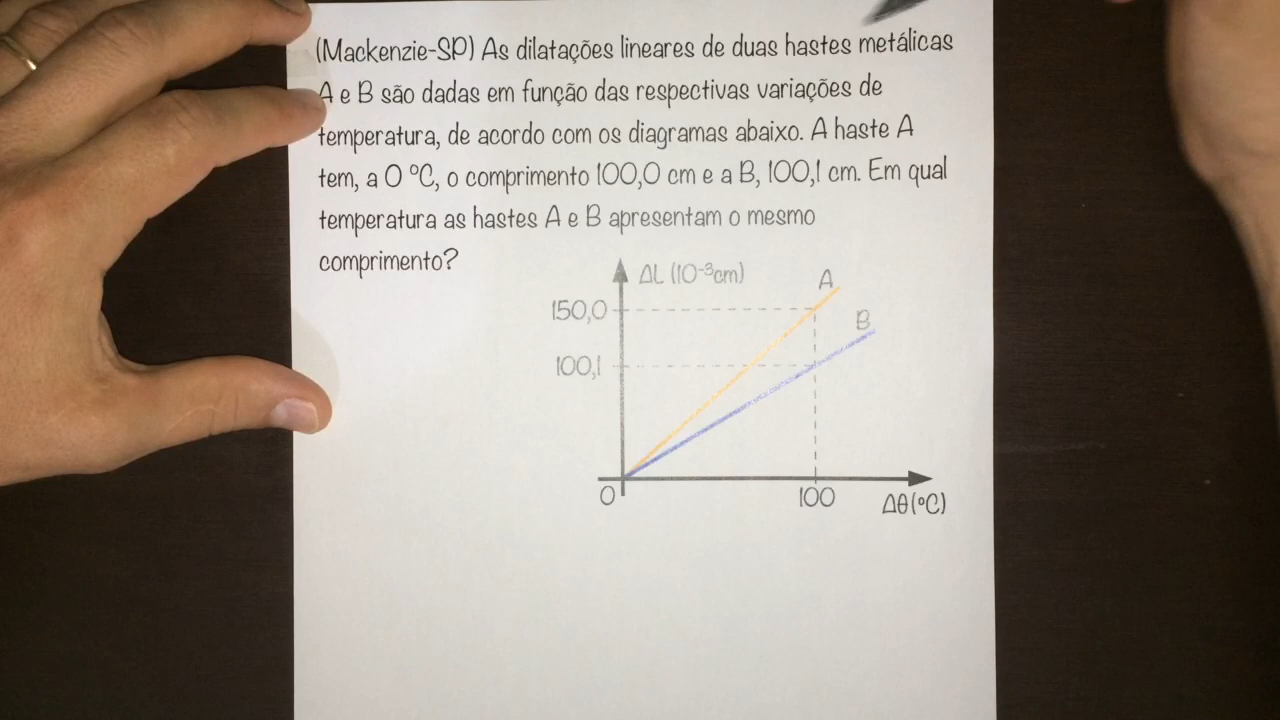 (Mackenzie-SP) As dilatações lineares de duas hastes metálicas
A e B são dadas em função das respectivas variações de
temperatura, de acordo com os diagramas abaixo. A haste A
tem, a 0 ºC, o comprimento 100,0 cm e a B, 100,1 cm. Em qual
temperatura as hastes A e B apresentam o mesmo
comprimento?
ΔL (10⁻³cm)
A
150,0
B
100,1
0
100
Δθ(ºC)